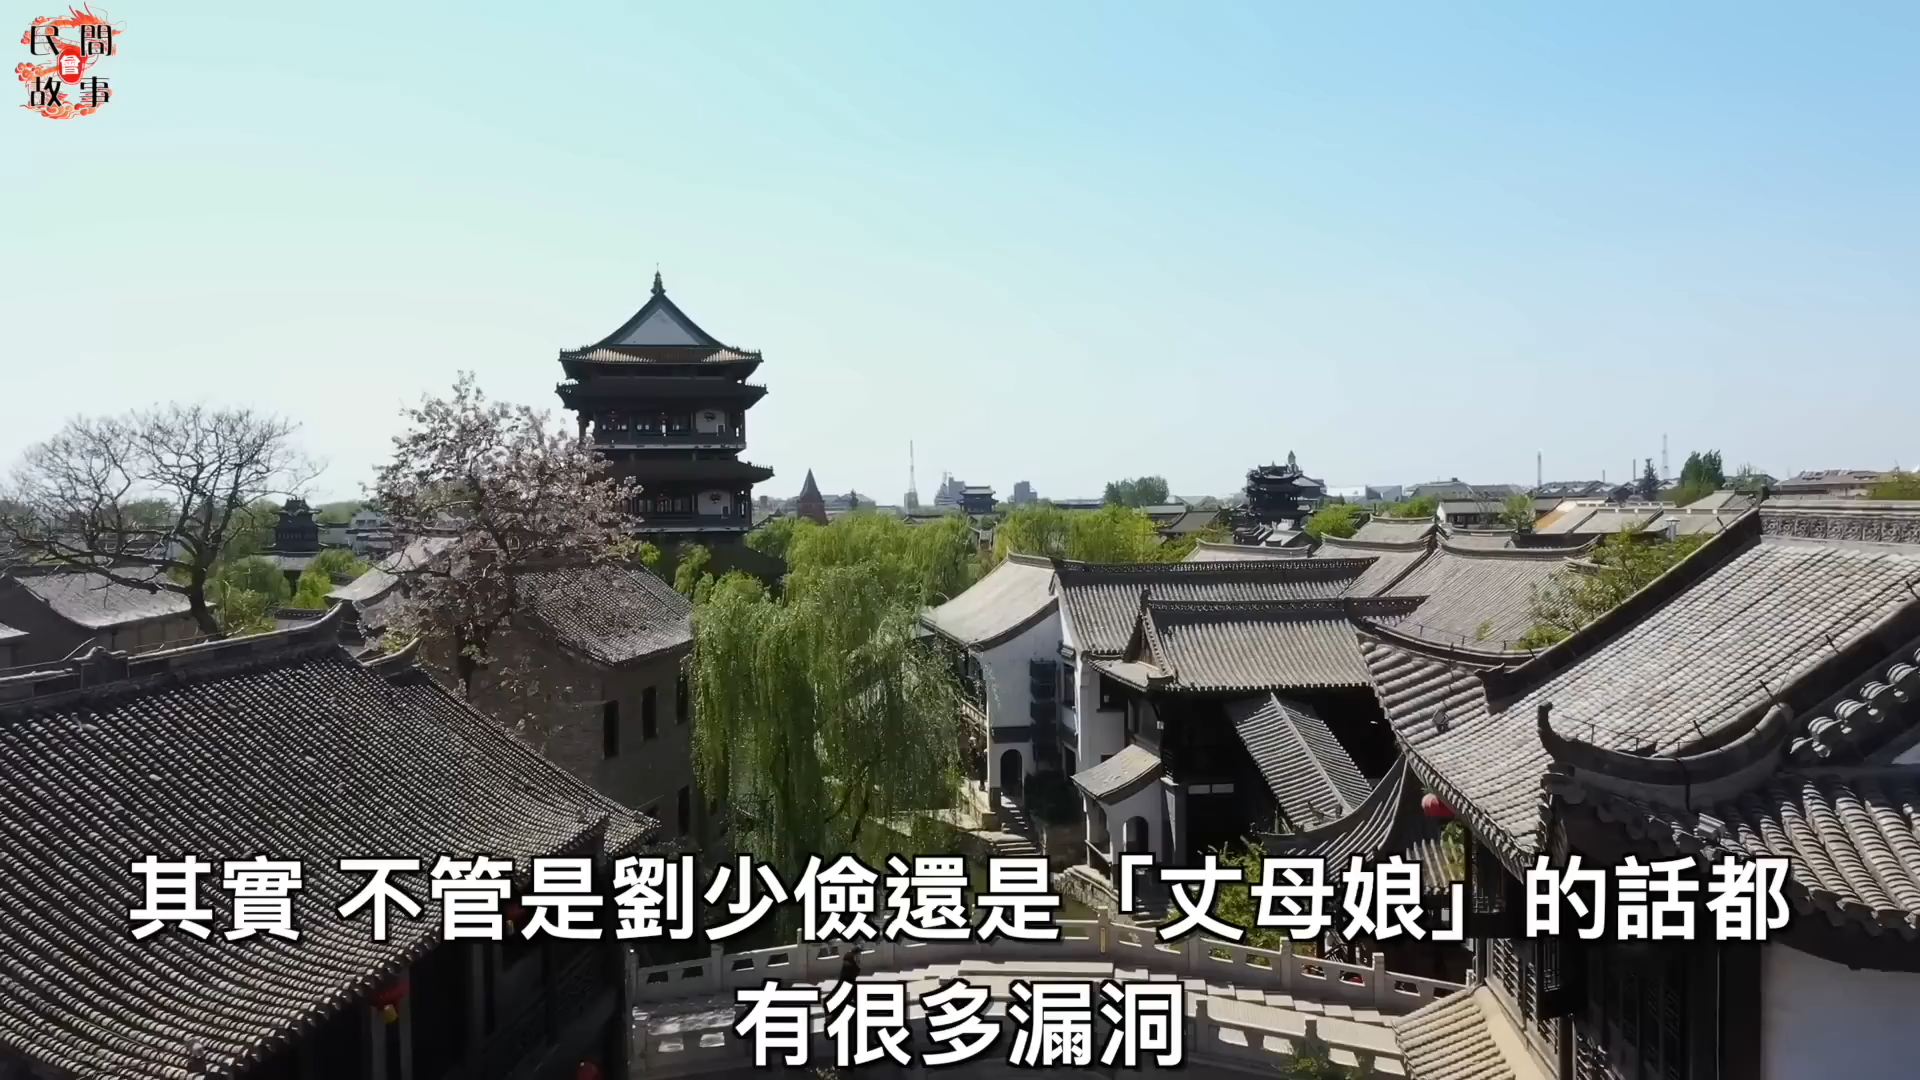 民間
會
故事
其實 不管是劉少儉還是「丈母娘」的話都
有很多漏洞